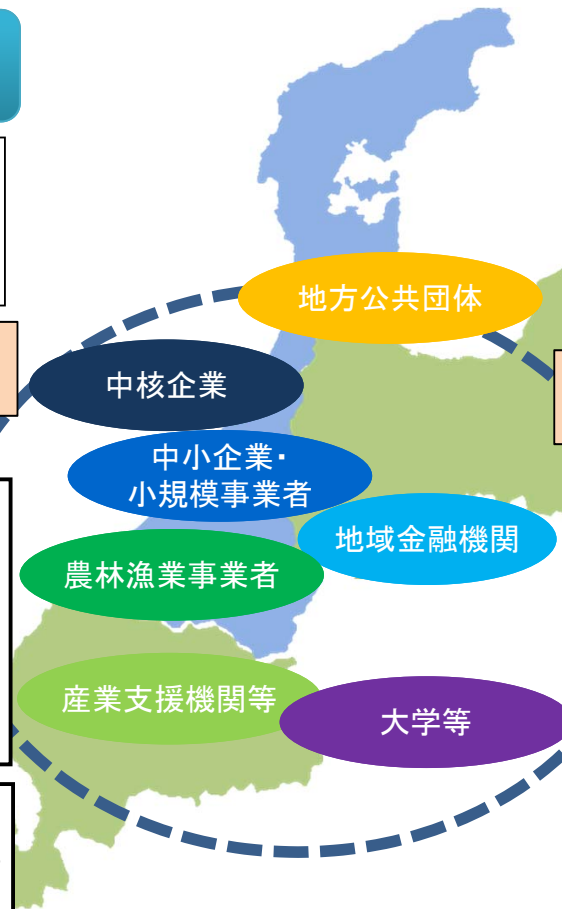 地方公共団体
中核企業
中小企業・
小規模事業者
地域金融機関
農林漁業事業者
産業支援機関等
大学等